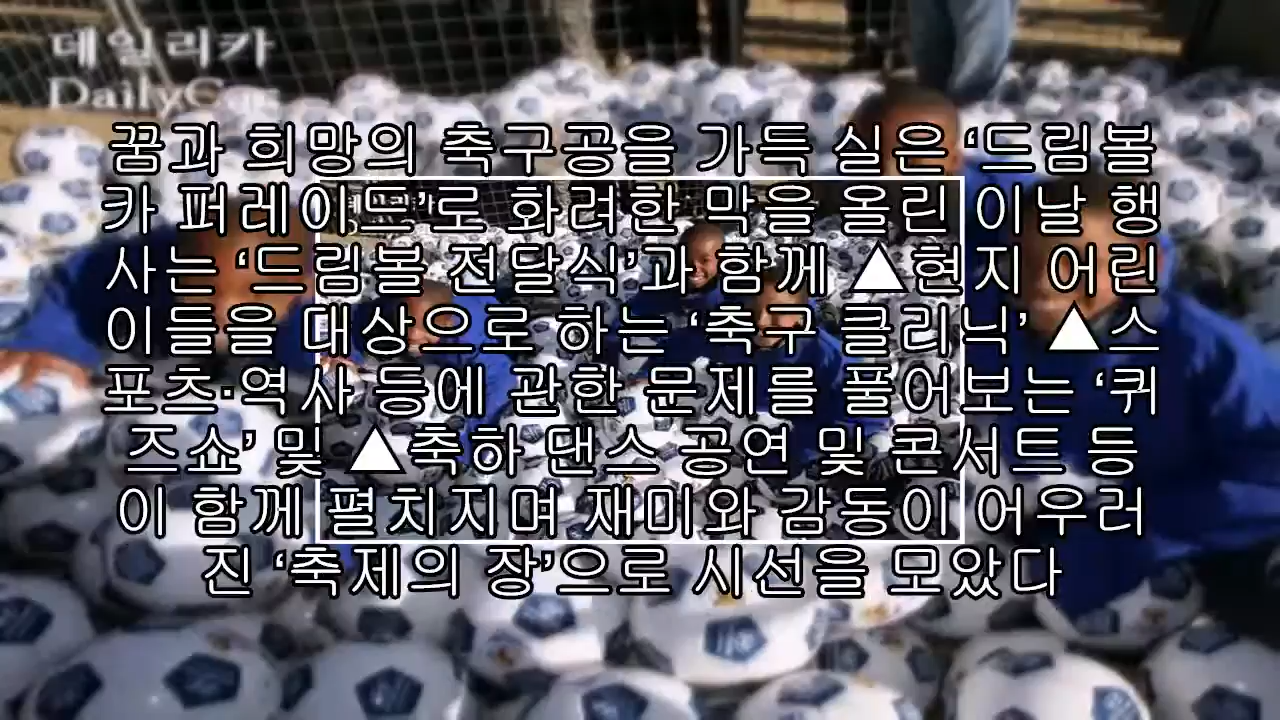 데일리카
DailyCar
꿈과 희망의 축구공을 가득 실은 ‘드림볼
카 퍼레이드’로 화려한 막을 올린 이날 행
사는 ‘드림볼 전달식’과 함께 ▲현지 어린
이들을 대상으로 하는 ‘축구 클리닉’ ▲스
포츠·역사 등에 관한 문제를 풀어보는 ‘퀴
즈쇼’ 및 ▲축하 댄스 공연 및 콘서트 등
이 함께 펼치지며 재미와 감동이 어우러
진 ‘축제의 장’으로 시선을 모았다